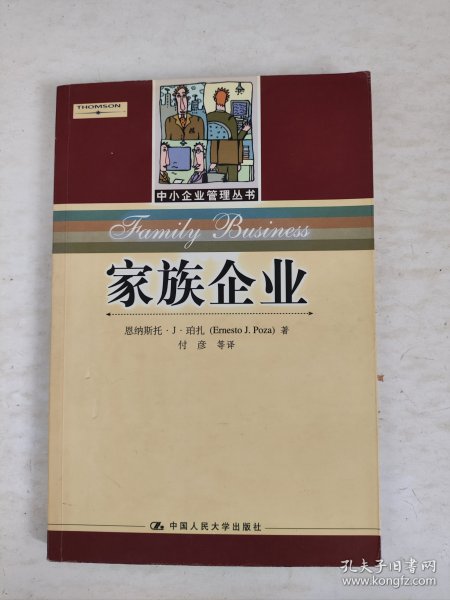 THOMSON
中小企业管理丛书
Family Business
家族企业
恩纳斯托·J·珀扎 (Ernesto J. Poza) 著
付 彦 等译
中国人民大学出版社
孔夫子旧书网
www.kongfz.com